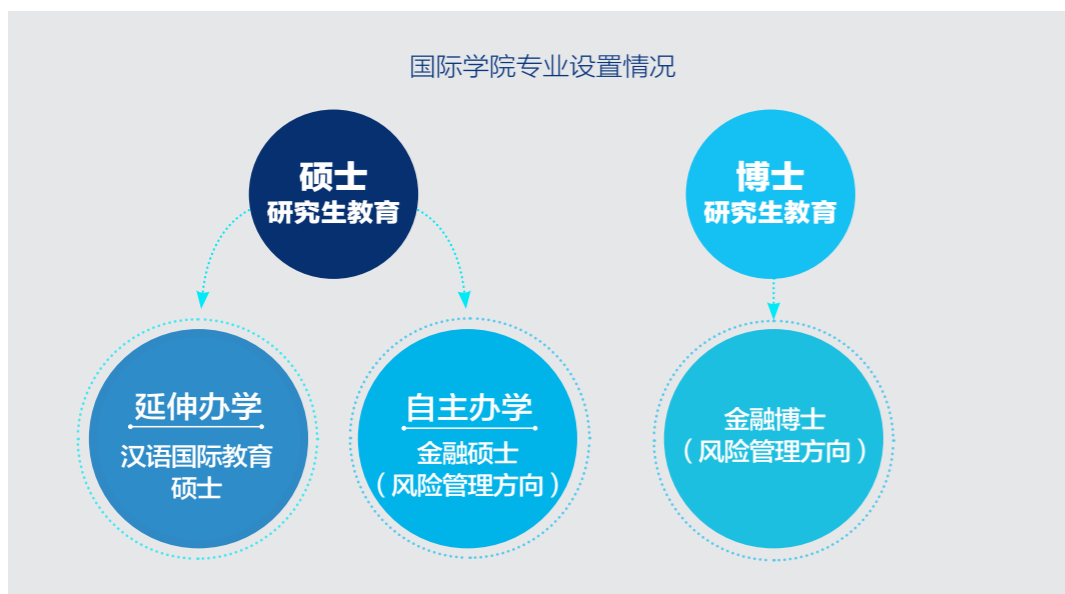 国际学院专业设置情况
硕士
研究生教育
博士
研究生教育
延伸办学
汉语国际教育
硕士
自主办学
金融硕士
（风险管理方向）
金融博士
（风险管理方向）